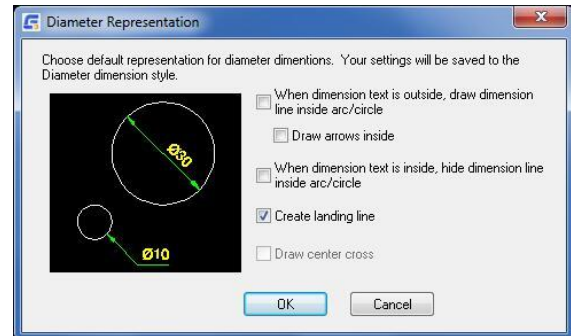 Diameter Representation
Choose default representation for diameter dimentions. Your settings will be saved to the
Diameter dimension style.
When dimension text is outside, draw dimension
line inside arc/circle
Draw arrows inside
When dimension text is inside, hide dimension line
inside arc/circle
Create landing line
Draw center cross
Ø30
Ø10
OK
Cancel